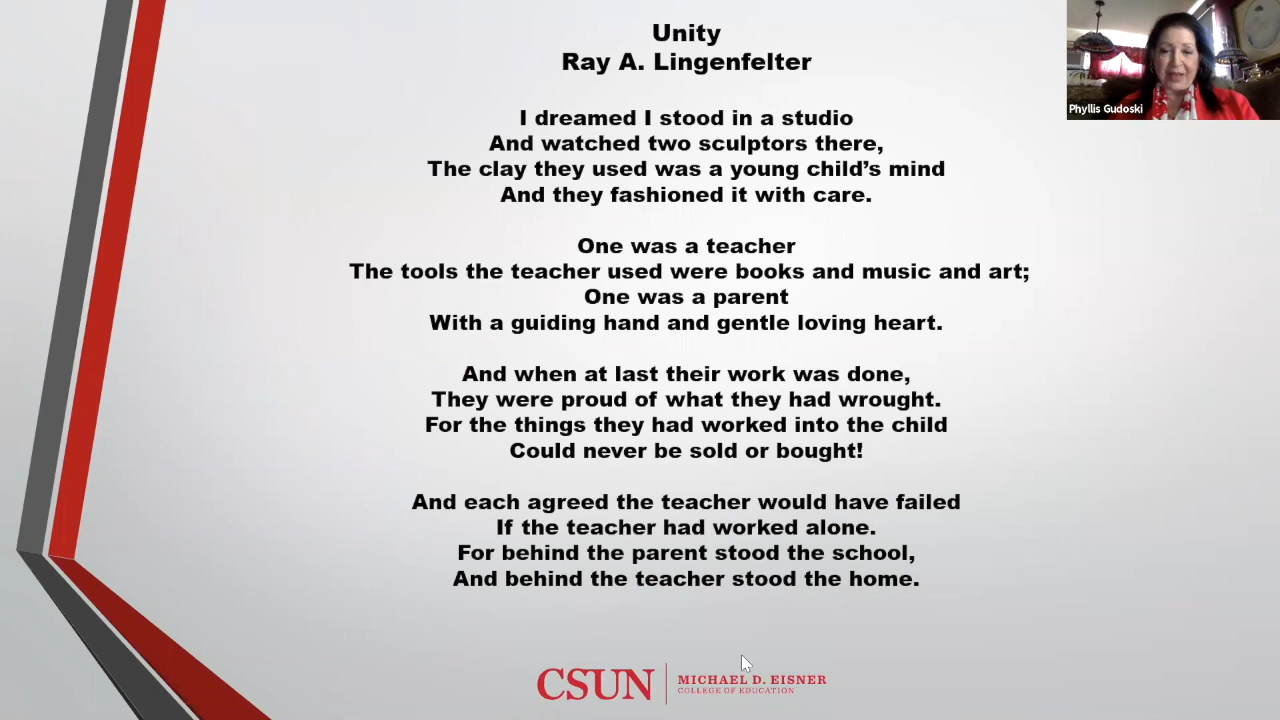 Unity
Ray A. Lingenfelter
I dreamed I stood in a studio
And watched two sculptors there,
The clay they used was a young child’s mind
And they fashioned it with care.
One was a teacher
The tools the teacher used were books and music and art;
One was a parent
With a guiding hand and gentle loving heart.
And when at last their work was done,
They were proud of what they had wrought.
For the things they had worked into the child
Could never be sold or bought!
And each agreed the teacher would have failed
If the teacher had worked alone.
For behind the parent stood the school,
And behind the teacher stood the home.
Phyllis Gudoski
CSUN
MICHAEL D. EISNER
COLLEGE OF EDUCATION